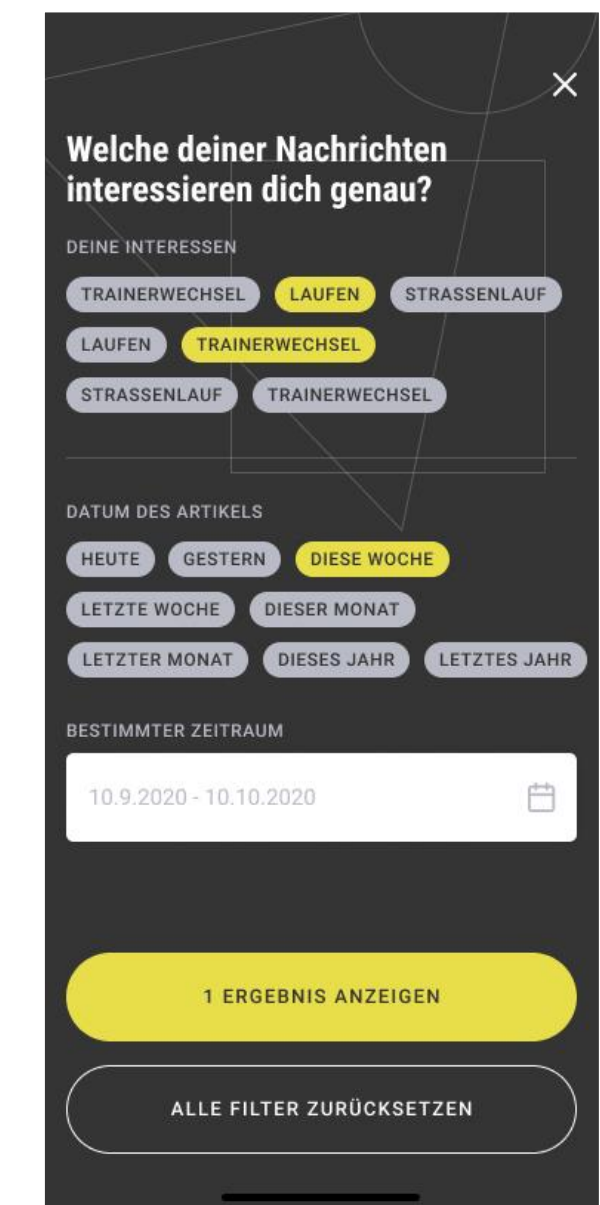 Welche deiner Nachrichten
interessieren dich genau?
DEINE INTERESSEN
TRAINERWECHSEL LAUFEN STRASSENLAUF
LAUFEN TRAINERWECHSEL
STRASSENLAUF TRAINERWECHSEL
DATUM DES ARTIKELS
HEUTE GESTERN DIESE WOCHE
LETZTE WOCHE DIESER MONAT
LETZTER MONAT DIESES JAHR LETZTES JAHR
BESTIMMTER ZEITRAUM
10.9.2020 - 10.10.2020
1 ERGEBNIS ANZEIGEN
ALLE FILTER ZURÜCKSETZEN